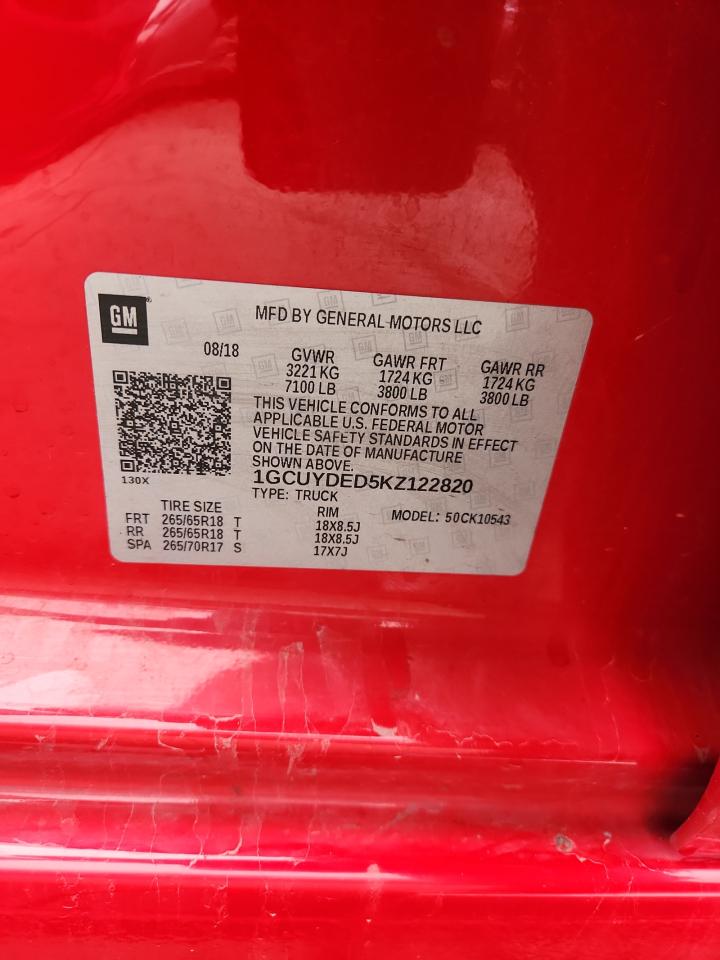 GM
MFD BY GENERAL MOTORS LLC
08/18 GVWR GAWR FRT GAWR RR
3221 KG 1724 KG 1724 KG
7100 LB 3800 LB 3800 LB
THIS VEHICLE CONFORMS TO ALL
APPLICABLE U.S. FEDERAL MOTOR
VEHICLE SAFETY STANDARDS IN EFFECT
ON THE DATE OF MANUFACTURE
SHOWN ABOVE.
130X
1GCUYDED5KZ122820
TYPE: TRUCK
TIRE SIZE RIM MODEL: 50CK10543
FRT 265/65R18 T 18X8.5J
RR 265/65R18 T 18X8.5J
SPA 265/70R17 S 17X7J